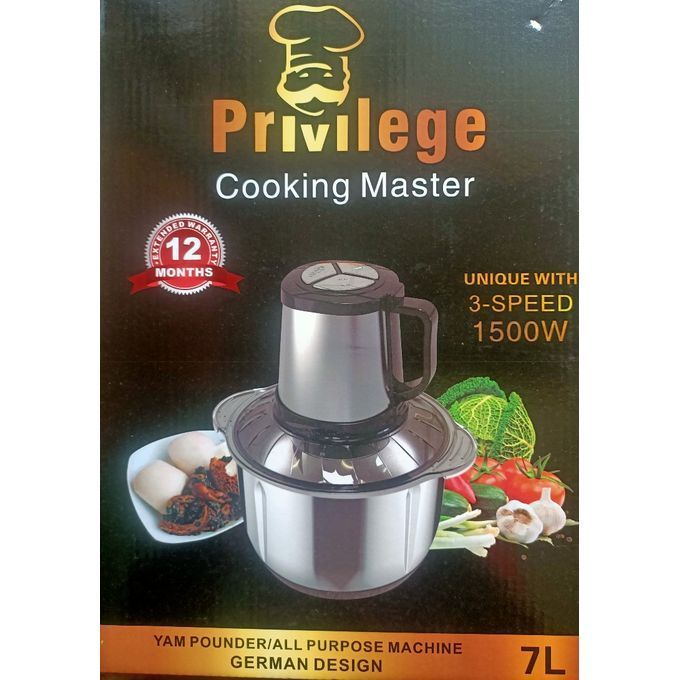 Privilege
Cooking Master
EXTENDED WARRANTY
12
MONTHS
UNIQUE WITH
3-SPEED
1500W
YAM POUNDER/ALL PURPOSE MACHINE
GERMAN DESIGN
7L